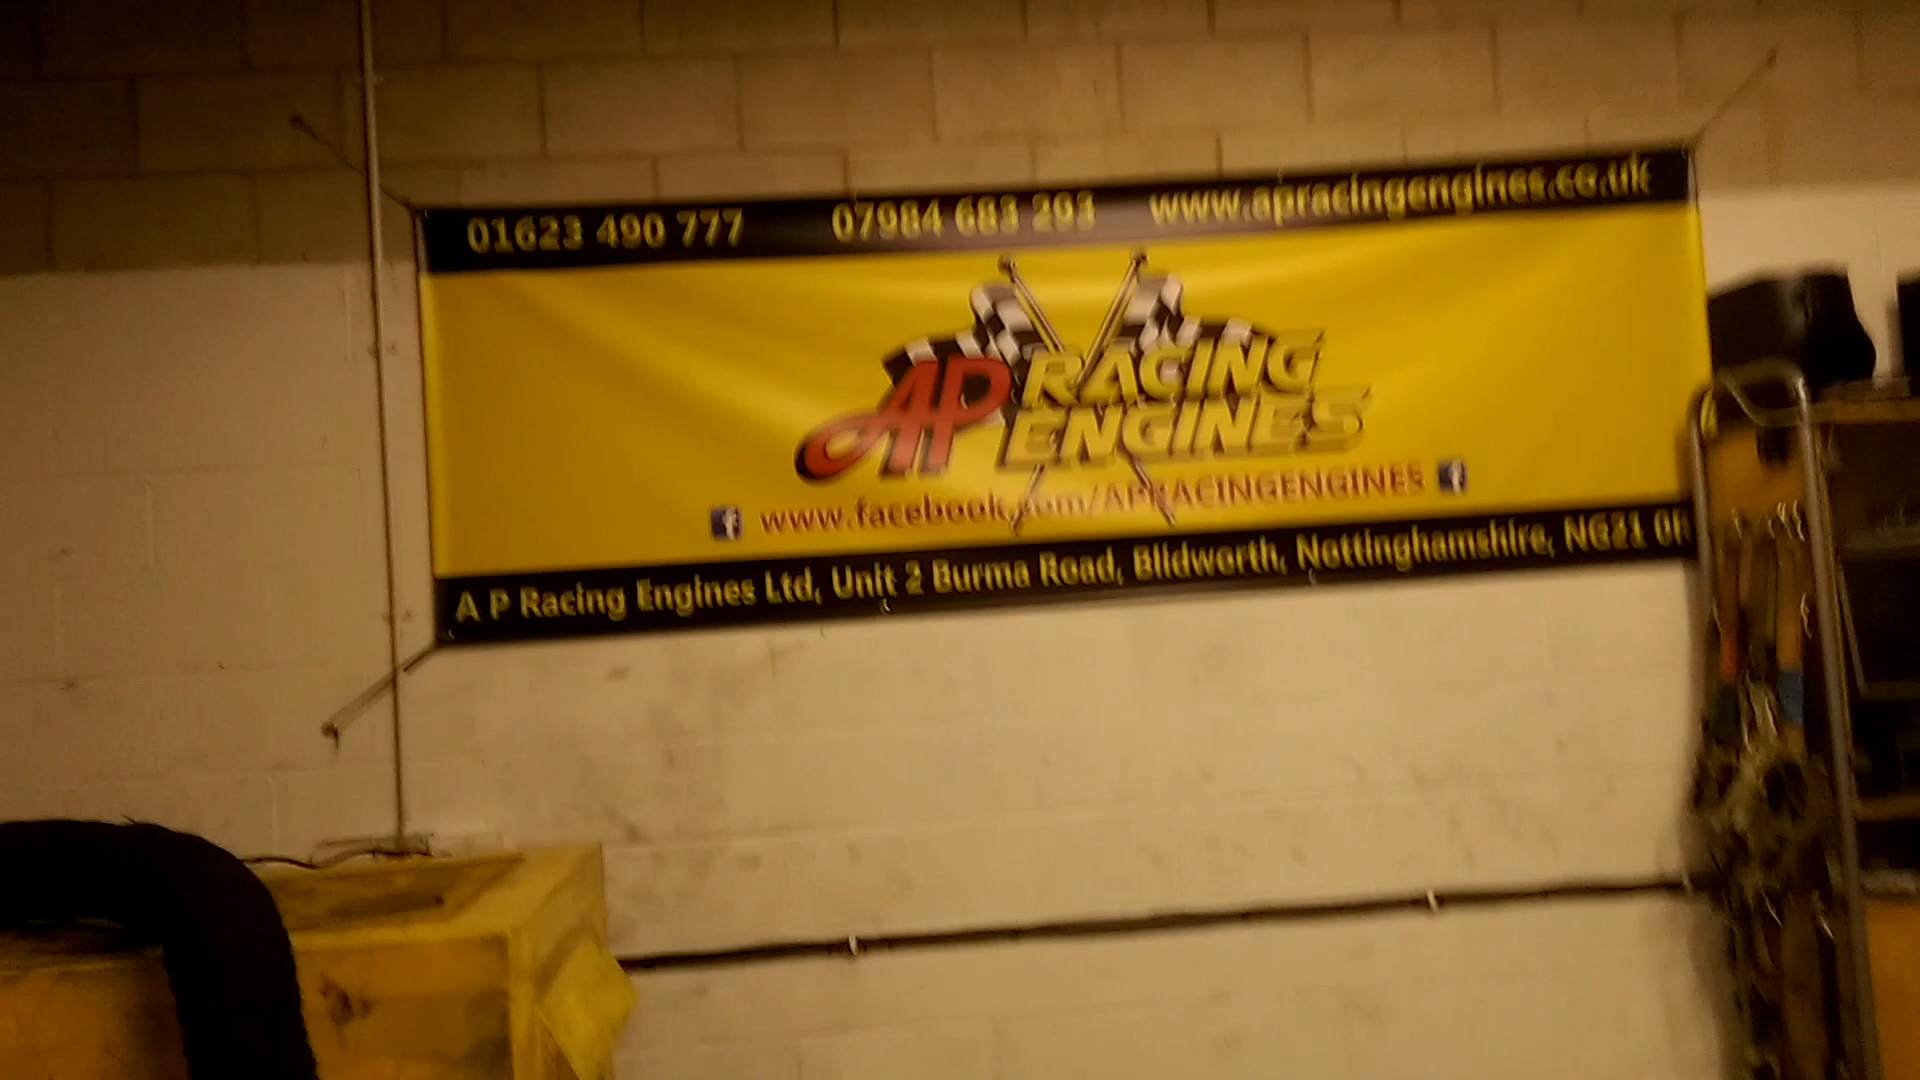 01623 490 777 07984 683 293 www.apracingengines.co.uk
AP RACING
ENGINES
www.facebook.com/APRACINGENGINES
A P Racing Engines Ltd, Unit 2 Burma Road, Blidworth, Nottinghamshire, NG21